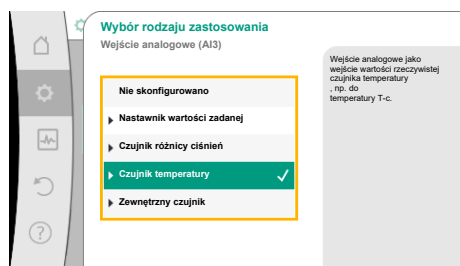 Wybór rodzaju zastosowania
Wejście analogowe (AI3)
Nie skonfigurowano
Nastawnik wartości zadanej
Czujnik różnicy ciśnień
Czujnik temperatury
Zewnętrzny czujnik
Wejście analogowe jako
wejście wartości rzeczywistej
czujnika temperatury
, np. do
temperatury T-c.